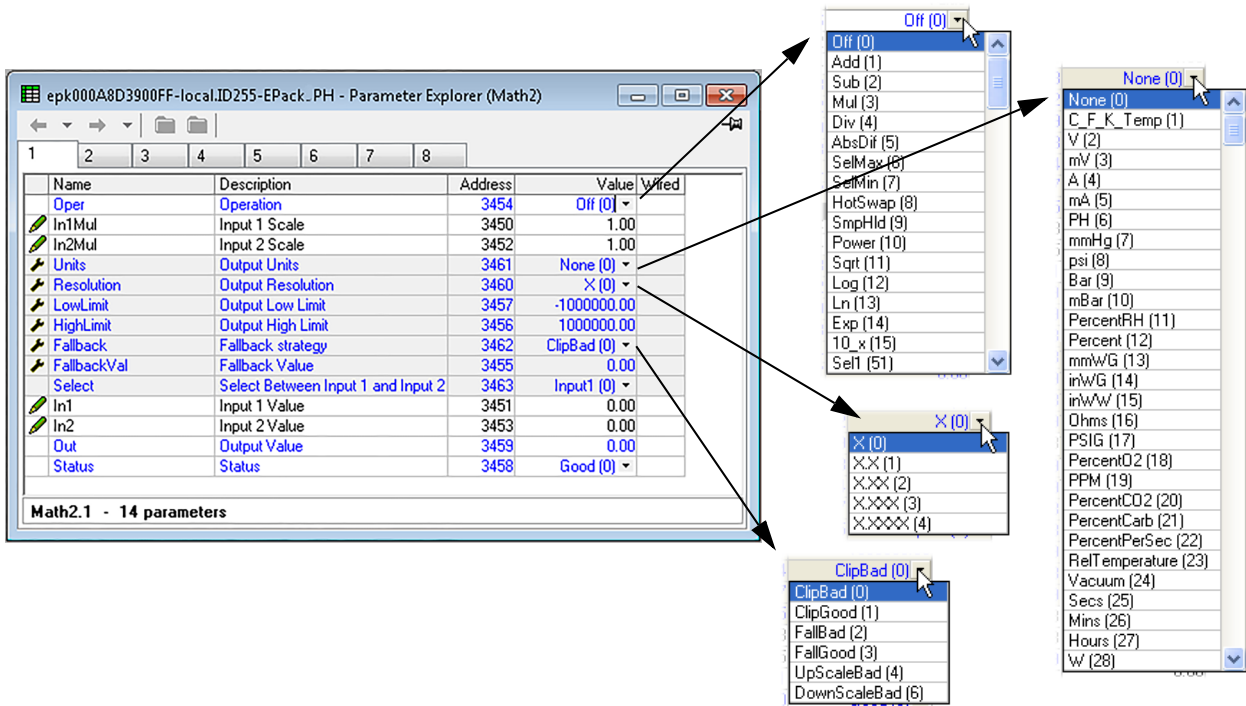 epk000A8D3900FF-local.ID255-EPack_PH - Parameter Explorer (Math2)
1 2 3 4 5 6 7 8
Name Description Address Value Wired
Oper Operation 3454 Off (0)
In1Mul Input 1 Scale 3450 1.00
In2Mul Input 2 Scale 3452 1.00
Units Output Units 3461 None (0)
Resolution Output Resolution 3460 X (0)
LowLimit Output Low Limit 3457 -1000000.00
HighLimit Output High Limit 3456 1000000.00
Fallback Fallback strategy 3462 ClipBad (0)
FallbackVal Fallback Value 3455 0.00
Select Select Between Input 1 and Input 2 3463 Input1 (0)
In1 Input 1 Value 3451 0.00
In2 Input 2 Value 3453 0.00
Out Output Value 3459 0.00
Status Status 3458 Good (0)
Math2.1 - 14 parameters
Off (0)
Off (0)
Add (1)
Sub (2)
Mul (3)
Div (4)
AbsDif (5)
SelMax (6)
SelMin (7)
HotSwap (8)
SmpHld (9)
Power (10)
Sqrt (11)
Log (12)
Ln (13)
Exp (14)
10_x (15)
Sel1 (51)
X (0)
X (0)
X.X (1)
X.XX (2)
X.XXX (3)
X.XXXX (4)
ClipBad (0)
ClipBad (0)
ClipGood (1)
FallBad (2)
FallGood (3)
UpScaleBad (4)
DownScaleBad (6)
None (0)
None (0)
C_F_K_Temp (1)
V (2)
mV (3)
A (4)
mA (5)
PH (6)
mmHg (7)
psi (8)
Bar (9)
mBar (10)
PercentRH (11)
Percent (12)
mmWG (13)
inWG (14)
inWW (15)
Ohms (16)
PSIG (17)
PercentO2 (18)
PPM (19)
PercentCO2 (20)
PercentCarb (21)
PercentPerSec (22)
RelTemperature (23)
Vacuum (24)
Secs (25)
Mins (26)
Hours (27)
W (28)